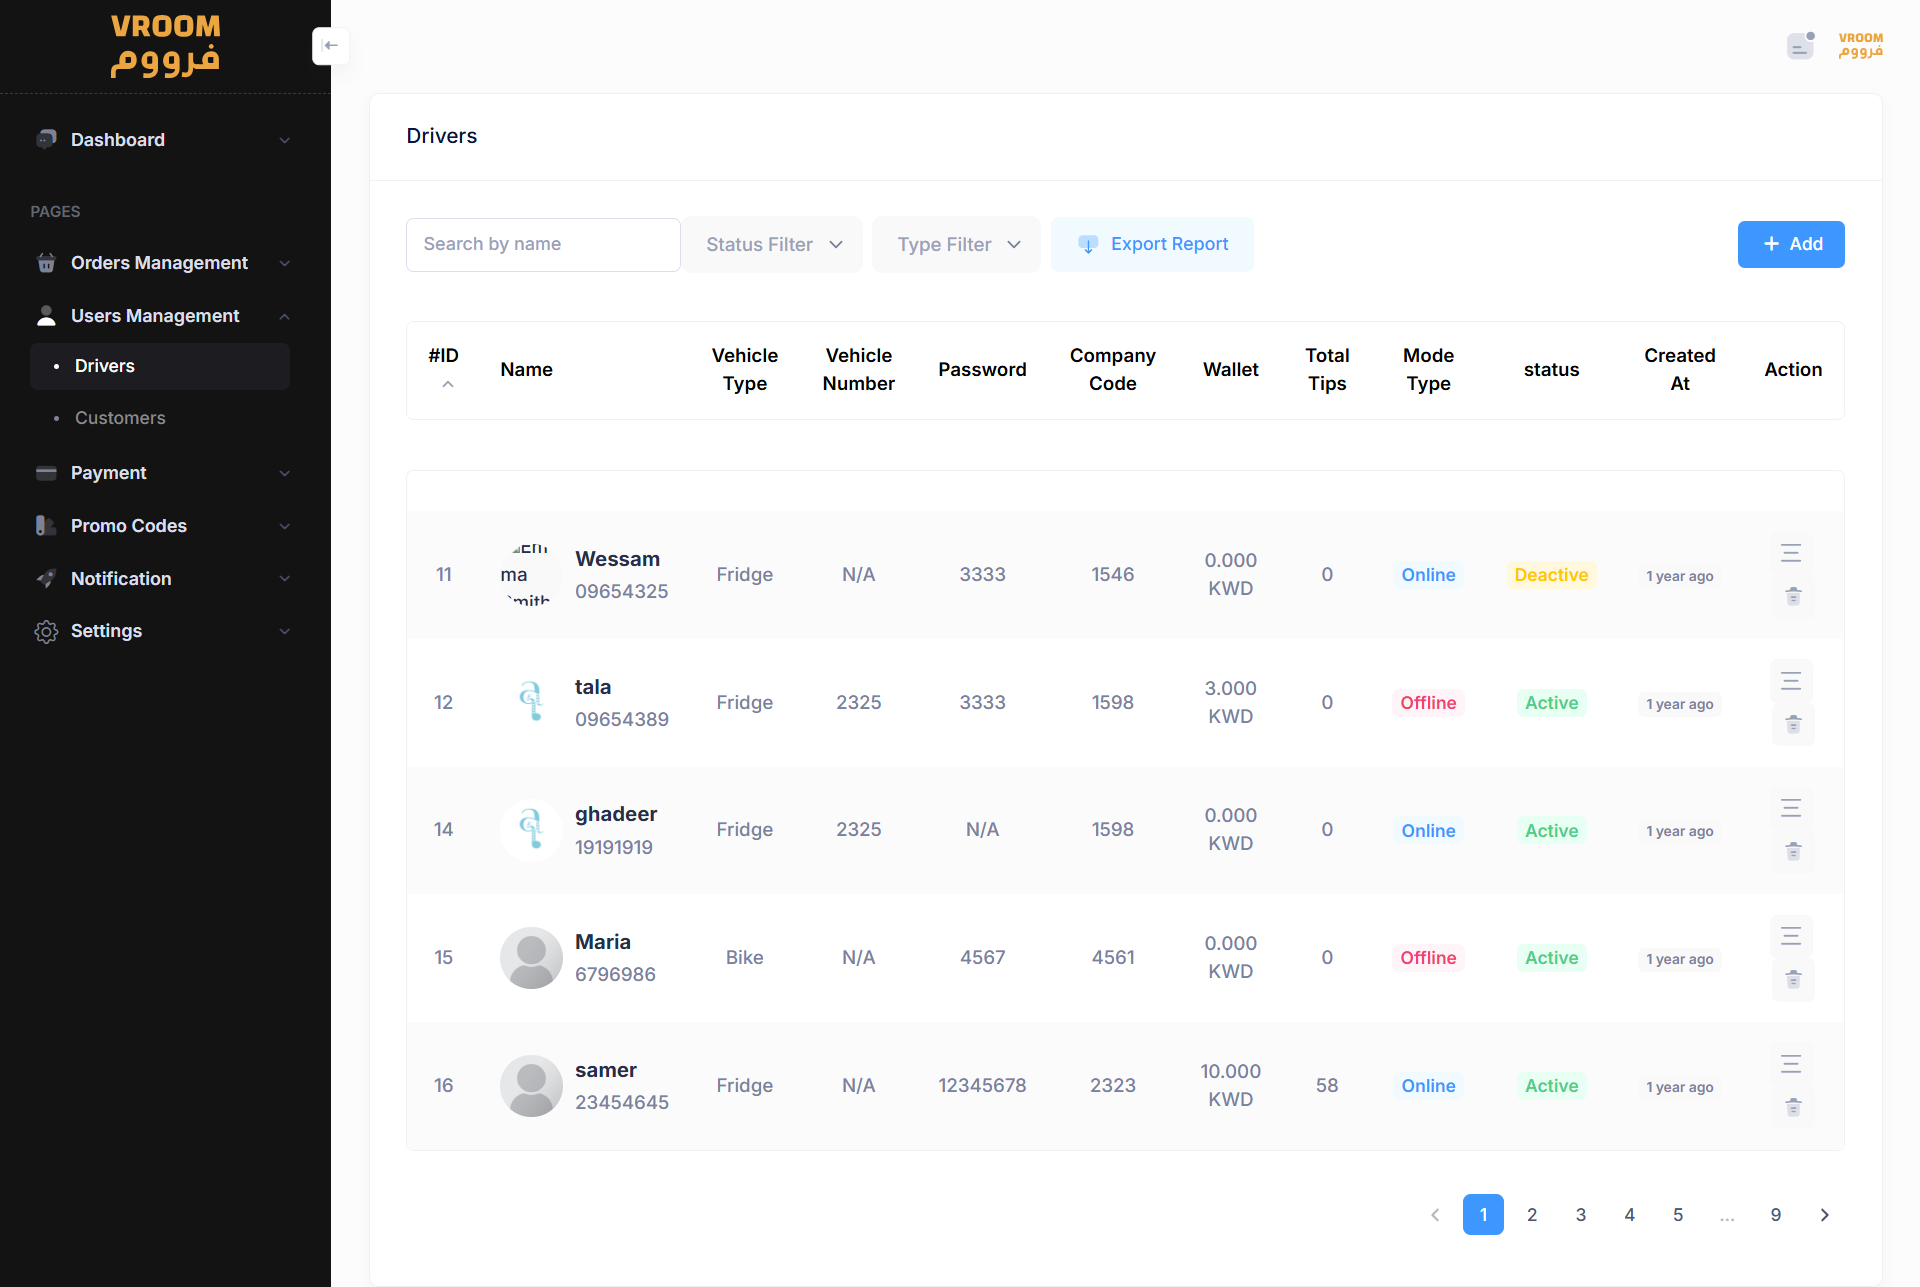 VROOM
فرووم
VROOM
فرووم
Dashboard
PAGES
Orders Management
Users Management
Drivers
Customers
Payment
Promo Codes
Notification
Settings
Drivers
Search by name
Status Filter
Type Filter
Export Report
+ Add
#ID
Name
Vehicle
Type
Vehicle
Number
Password
Company
Code
Wallet
Total
Tips
Mode
Type
status
Created
At
Action
11
Emma Smith
Wessam
09654325
Fridge
N/A
3333
1546
0.000
KWD
0
Online
Deactive
1 year ago
12
tala
09654389
Fridge
2325
3333
1598
3.000
KWD
0
Offline
Active
1 year ago
14
ghadeer
19191919
Fridge
2325
N/A
1598
0.000
KWD
0
Online
Active
1 year ago
15
Maria
6796986
Bike
N/A
4567
4561
0.000
KWD
0
Offline
Active
1 year ago
16
samer
23454645
Fridge
N/A
12345678
2323
10.000
KWD
58
Online
Active
1 year ago
1 2 3 4 5 ... 9